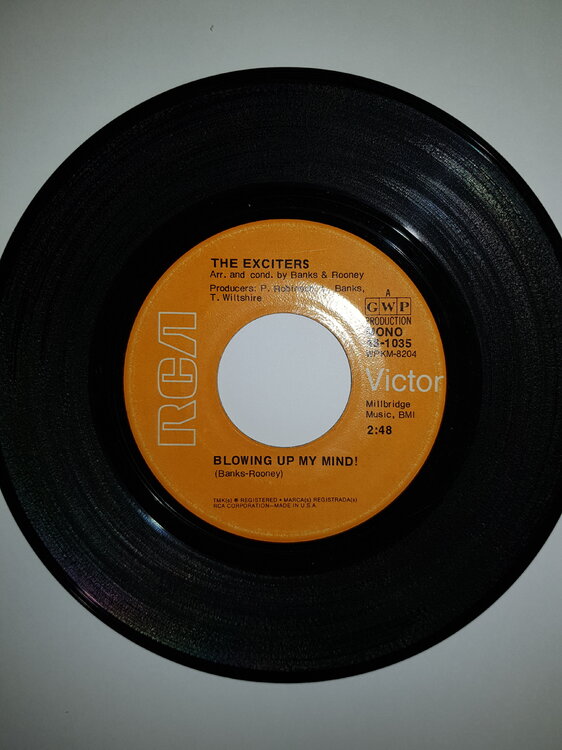 THE EXCITERS
Arr. and cond. by Banks & Rooney
Producers: P. Banks,
T. Wiltshire
A
GWP
PRODUCTION
MONO
-1035
WPKM-8204
RCA
Victor
Millbridge
Music, BMI
2:48
BLOWING UP MY MIND!
(Banks-Rooney)
TMK(s) ® REGISTERED • MARCA(s) REGISTRADA(s)
RCA CORPORATION—MADE IN U.S.A.